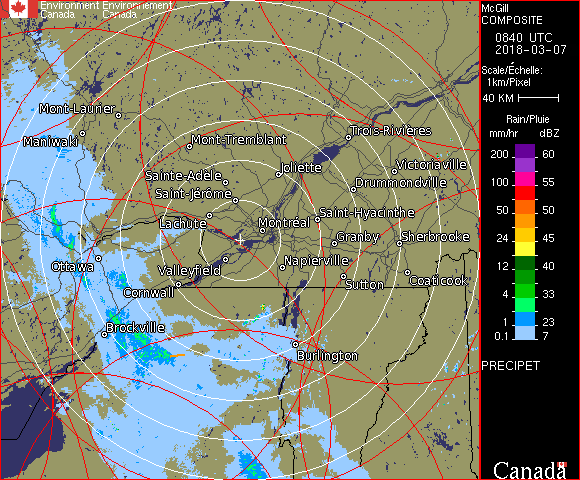 Environment Environnement
Canada Canada
McGill
COMPOSITE
0840 UTC
2018-03-07
Scale/Échelle:
1km/Pixel
40 KM
Rain/Pluie
mm/hr dBZ
200 60
150 57
100 55
50 50
24 45
12 40
4 33
1 23
0.1 7
PRECIPET
Canada
Mont-Laurier
Maniwaki
Mont-Tremblant
Trois-Rivières
Sainte-Adèle
Joliette
Victoriaville
Saint-Jérôme
Drummondville
Lachute
Montréal
Saint-Hyacinthe
Granby
Sherbrooke
Ottawa
Valleyfield
Napierville
Cornwall
Sutton
Coaticook
Brockville
Burlington